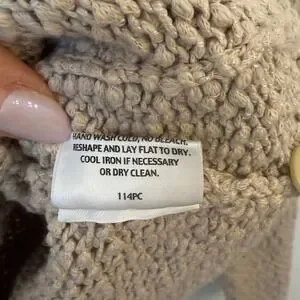 HAND WASH COLD, NO BLEACH.
RESHAPE AND LAY FLAT TO DRY.
COOL IRON IF NECESSARY
OR DRY CLEAN.
114PC